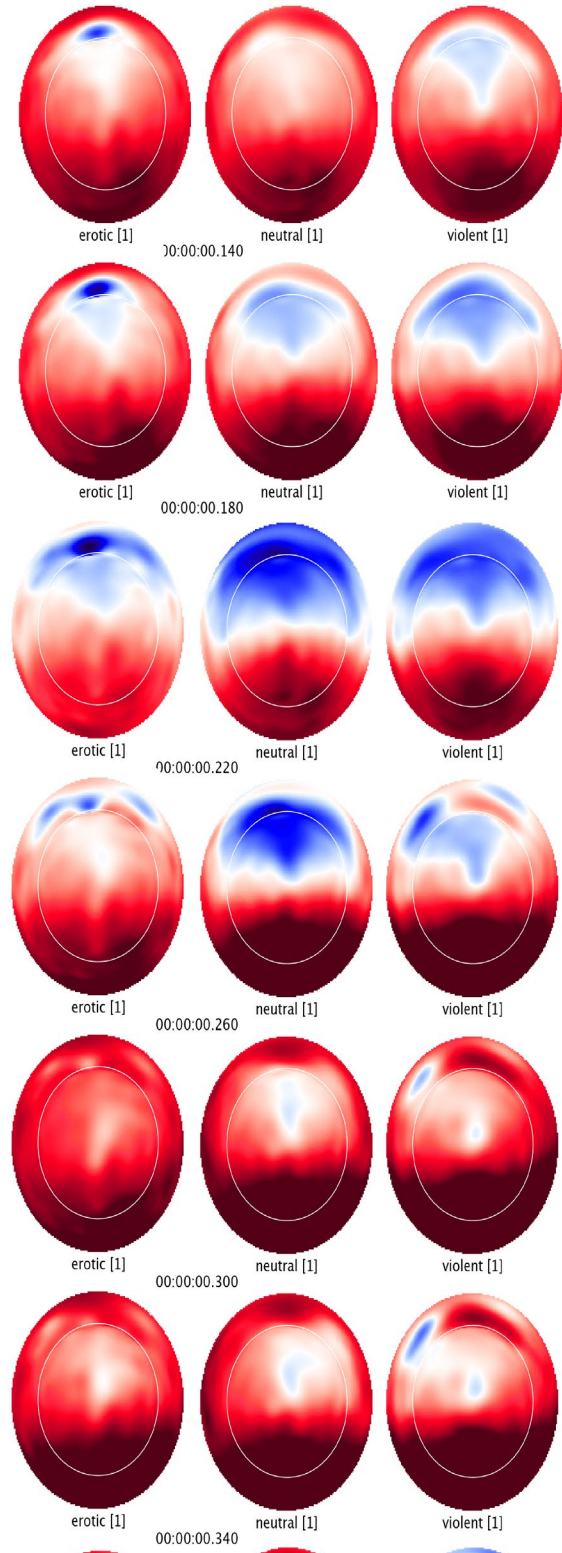 erotic [1] neutral [1] violent [1]
00:00:00.140
erotic [1] neutral [1] violent [1]
00:00:00.180
erotic [1] neutral [1] violent [1]
00:00:00.220
erotic [1] neutral [1] violent [1]
00:00:00.260
erotic [1] neutral [1] violent [1]
00:00:00.300
erotic [1] neutral [1] violent [1]
00:00:00.340